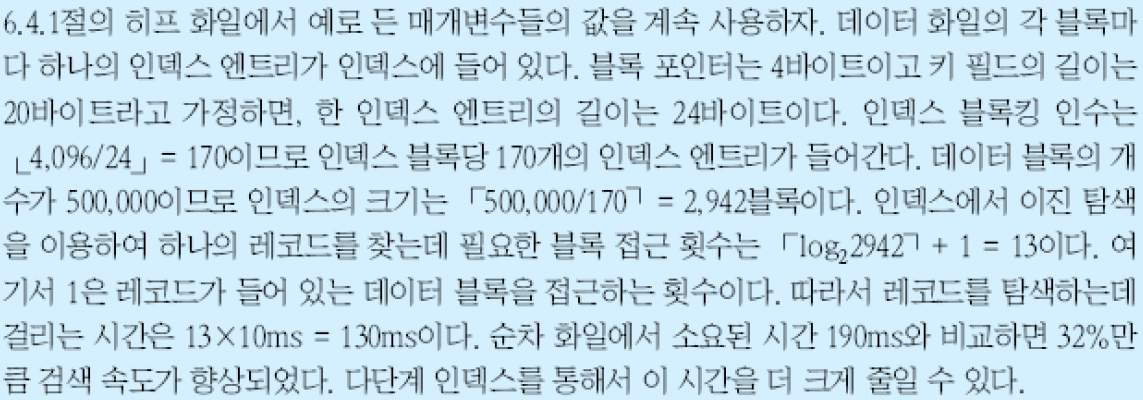 6.4.1절의 히프 화일에서 예로 든 매개변수들의 값을 계속 사용하자. 데이터 화일의 각 블록마
다 하나의 인덱스 엔트리가 인덱스에 들어 있다. 블록 포인터는 4바이트이고 키 필드의 길이는
20바이트라고 가정하면, 한 인덱스 엔트리의 길이는 24바이트이다. 인덱스 블록킹 인수는
⌊4,096/24⌋ = 170이므로 인덱스 블록당 170개의 인덱스 엔트리가 들어간다. 데이터 블록의 개
수가 500,000이므로 인덱스의 크기는 ⌈500,000/170⌉ = 2,942블록이다. 인덱스에서 이진 탐색
을 이용하여 하나의 레코드를 찾는데 필요한 블록 접근 횟수는 ⌈log₂2942⌉ + 1 = 13이다. 여
기서 1은 레코드가 들어 있는 데이터 블록을 접근하는 횟수이다. 따라서 레코드를 탐색하는데
걸리는 시간은 13×10ms = 130ms이다. 순차 화일에서 소요된 시간 190ms와 비교하면 32%만
큼 검색 속도가 향상되었다. 다단계 인덱스를 통해서 이 시간을 더 크게 줄일 수 있다.